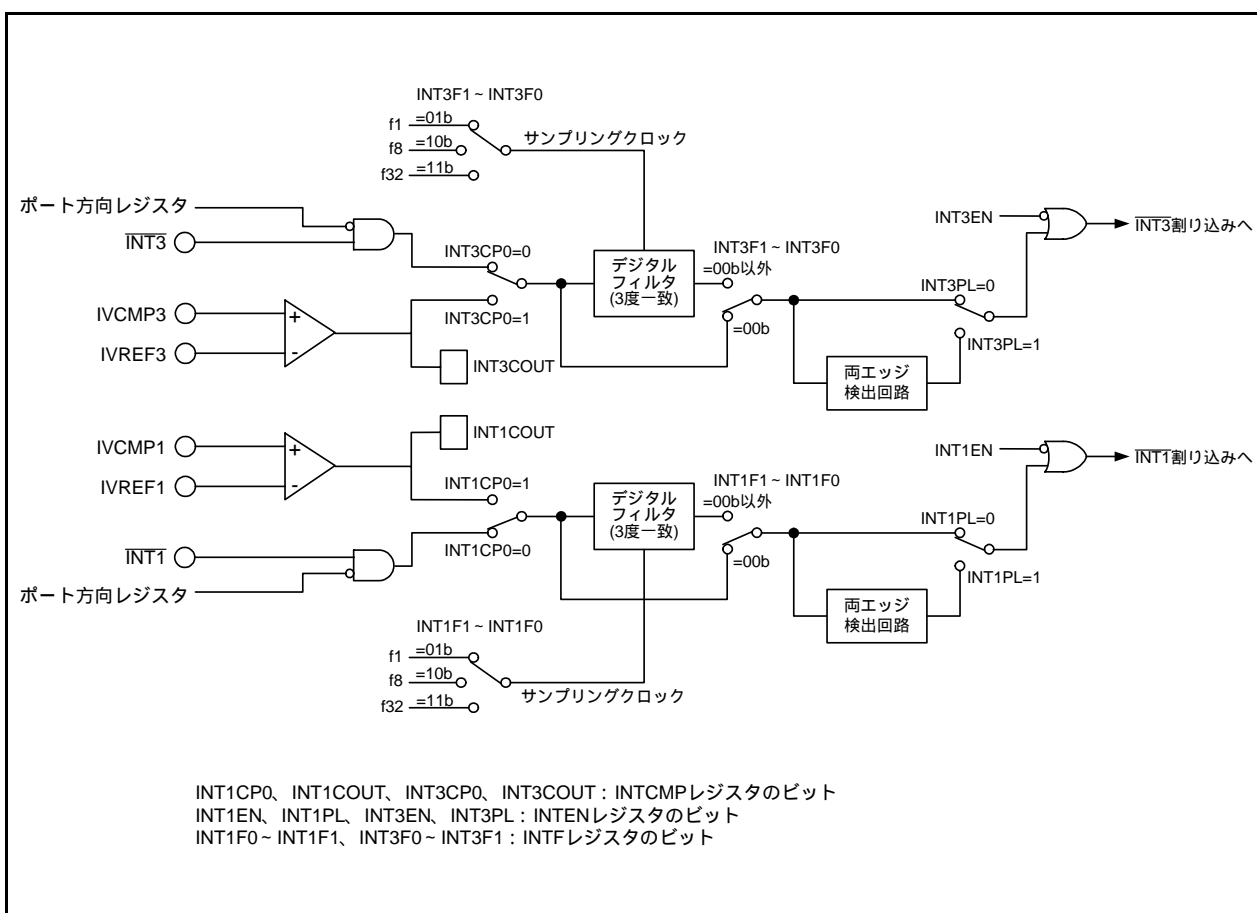 INT3F1 ~ INT3F0
f1 =01b
f8 =10b
f32 =11b
サンプリングクロック
ポート方向レジスタ
INT3
INT3CP0=0
INT3CP0=1
IVCMP3
+
IVREF3
-
INT3COUT
デジタル
フィルタ
(3度一致)
INT3F1 ~ INT3F0
=00b以外
=00b
INT3EN
INT3割り込みへ
INT3PL=0
INT3PL=1
両エッジ
検出回路
IVCMP1
+
IVREF1
-
INT1COUT
INT1CP0=1
INT1CP0=0
INT1
ポート方向レジスタ
デジタル
フィルタ
(3度一致)
INT1F1 ~ INT1F0
=00b以外
=00b
INT1EN
INT1割り込みへ
INT1PL=0
INT1PL=1
両エッジ
検出回路
INT1F1 ~ INT1F0
f1 =01b
f8 =10b
f32 =11b
サンプリングクロック
INT1CP0、INT1COUT、INT3CP0、INT3COUT : INTCMPレジスタのビット
INT1EN、INT1PL、INT3EN、INT3PL : INTENレジスタのビット
INT1F0 ~ INT1F1、INT3F0 ~ INT3F1 : INTFレジスタのビット